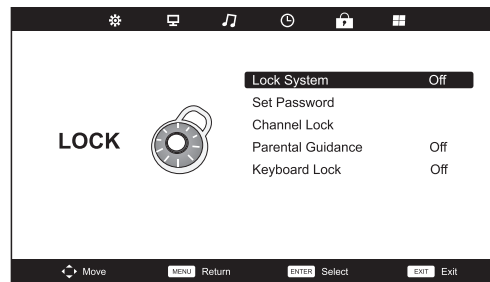 Lock System Off
Set Password
Channel Lock
LOCK
Parental Guidance Off
Keyboard Lock Off
Move MENU Return ENTER Select EXIT Exit